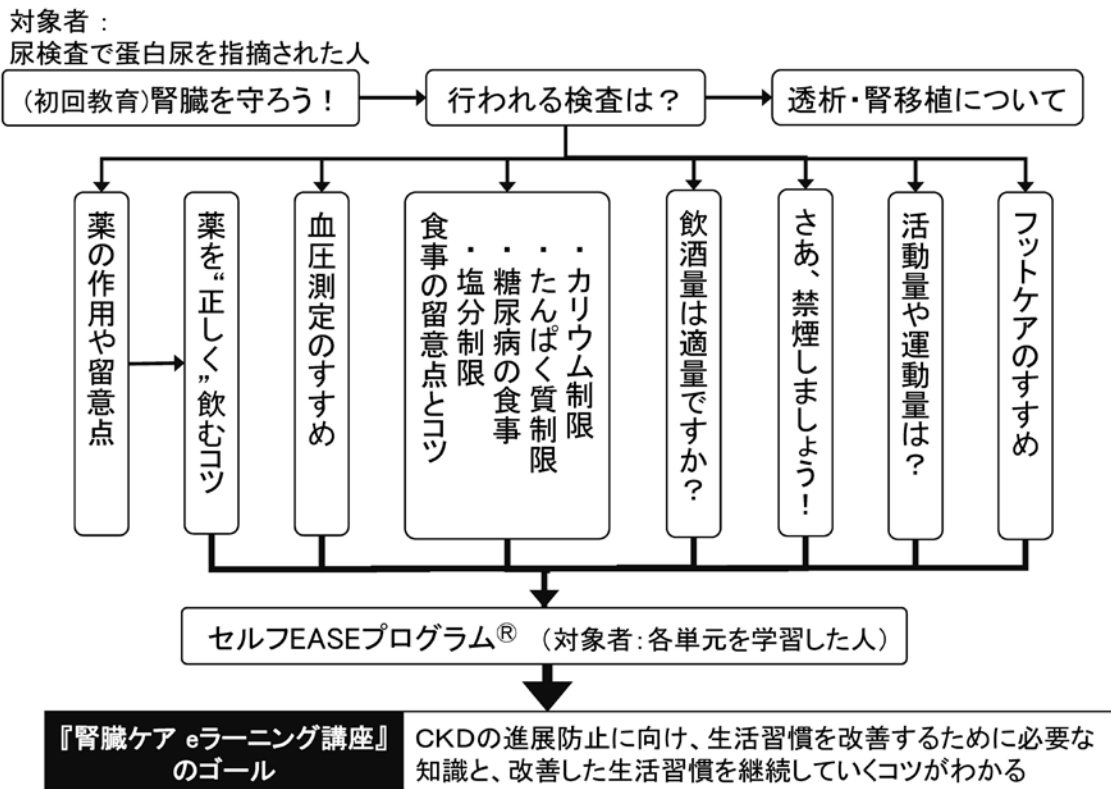 対象者：
尿検査で蛋白尿を指摘された人
（初回教育）腎臓を守ろう！
行われる検査は？
透析・腎移植について
薬の作用や留意点
薬を“正しく”飲むコツ
血圧測定のすすめ
食事の留意点とコツ
・塩分制限
・糖尿病の食事
・たんぱく質制限
・カリウム制限
飲酒量は適量ですか？
さあ、禁煙しましょう！
活動量や運動量は？
フットケアのすすめ
セルフEASEプログラム® （対象者：各単元を学習した人）
『腎臓ケア eラーニング講座』
のゴール
CKDの進展防止に向け、生活習慣を改善するために必要な
知識と、改善した生活習慣を継続していくコツがわかる